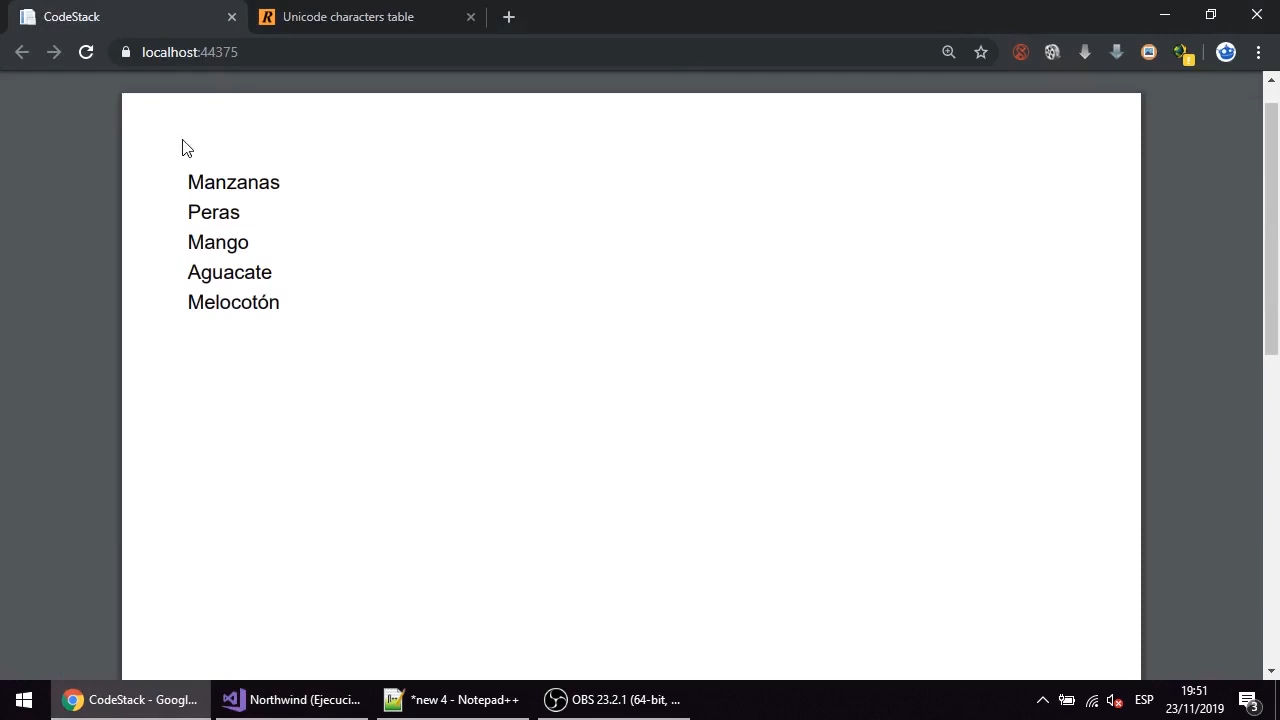 CodeStack
Unicode characters table
localhost:44375
Manzanas
Peras
Mango
Aguacate
Melocotón
CodeStack - Googl...
Northwind (Ejecuci...
*new 4 - Notepad++
OBS 23.2.1 (64-bit, ...
ESP
19:51
23/11/2019
3